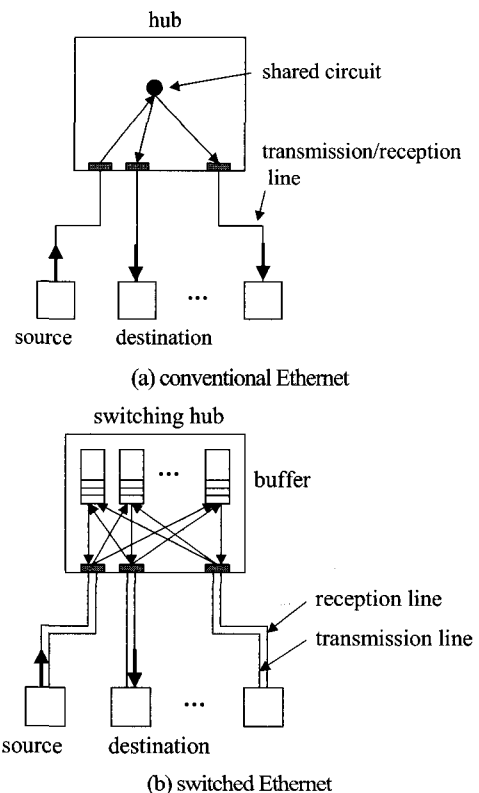 hub
shared circuit
transmission/reception
line
...
source
destination
(a) conventional Ethernet
switching hub
...
buffer
reception line
transmission line
...
source
destination
(b) switched Ethernet